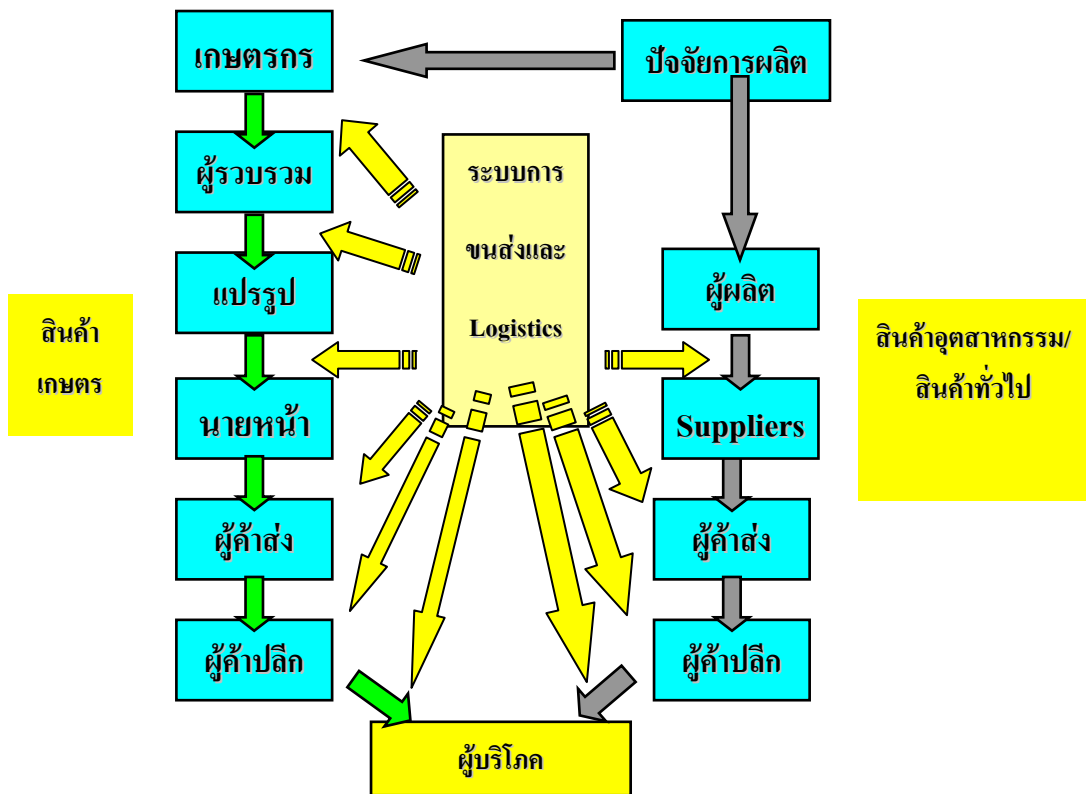 เกษตรกร
ปัจจัยการผลิต
ผู้รวบรวม
ระบบการ
ขนส่งและ
Logistics
แปรรูป
ผู้ผลิต
สินค้า
เกษตร
สินค้าอุตสาหกรรม/
สินค้าทั่วไป
นายหน้า
Suppliers
ผู้ค้าส่ง
ผู้ค้าส่ง
ผู้ค้าปลีก
ผู้ค้าปลีก
ผู้บริโภค